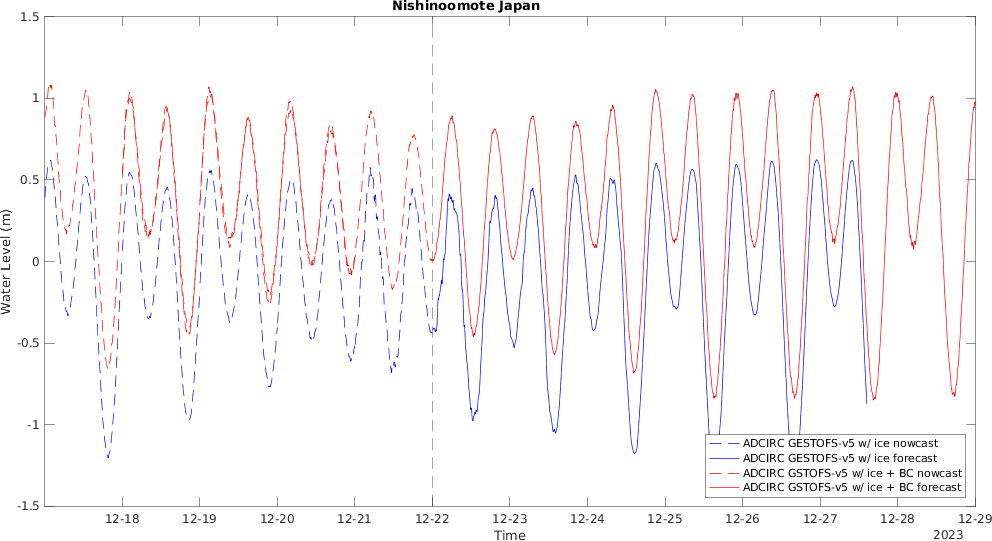 Nishinoomote Japan
Water Level (m)
1.5
1
0.5
0
-0.5
-1
-1.5
12-18 12-19 12-20 12-21 12-22 12-23 12-24 12-25 12-26 12-27 12-28 12-29
Time
2023
ADCIRC GESTOFS-v5 w/ ice nowcast
ADCIRC GESTOFS-v5 w/ ice forecast
ADCIRC GSTOFS-v5 w/ ice + BC nowcast
ADCIRC GSTOFS-v5 w/ ice + BC forecast